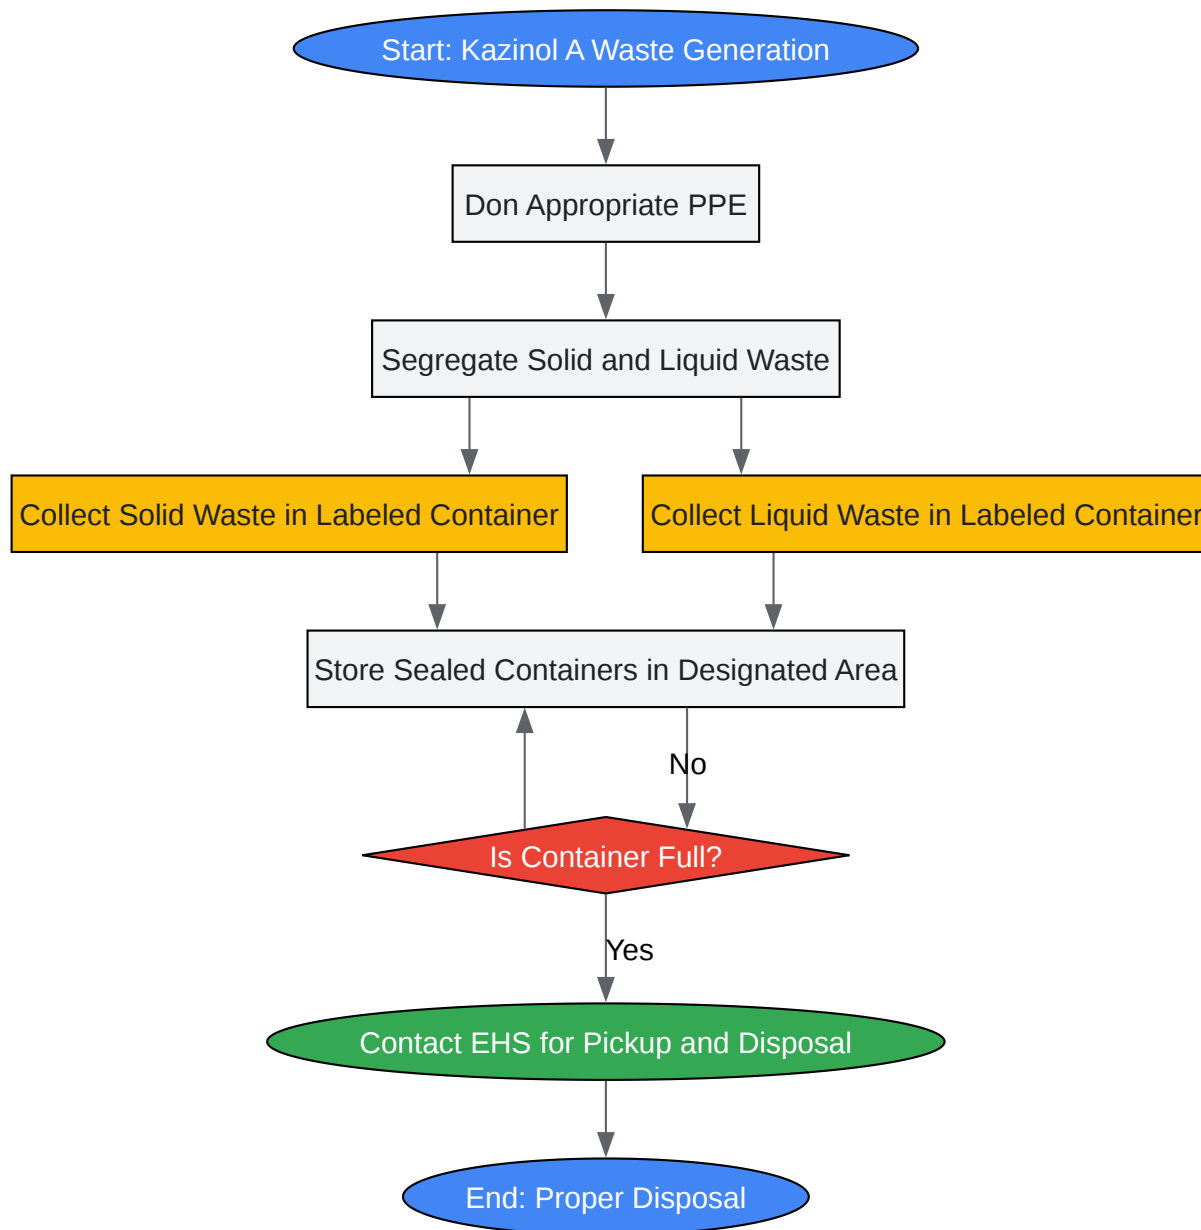 Start: Kazinol A Waste Generation
Don Appropriate PPE
Segregate Solid and Liquid Waste
Collect Solid Waste in Labeled Container
Collect Liquid Waste in Labeled Container
Store Sealed Containers in Designated Area
No
Is Container Full?
Yes
Contact EHS for Pickup and Disposal
End: Proper Disposal